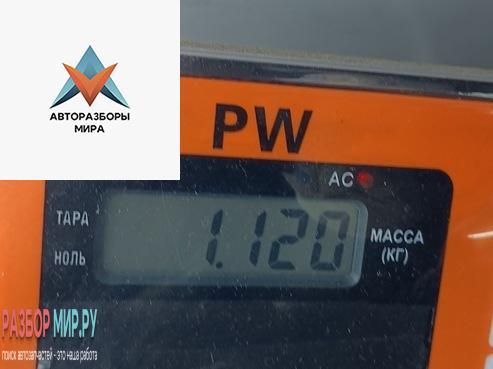 АВТОРАЗБОРЫ
МИРА
PW
AC
ТАРА
1.120
МАССА
НОЛЬ
(КГ)
РАЗБОР МИР.РУ
поиск автозапчастей - это наша работа